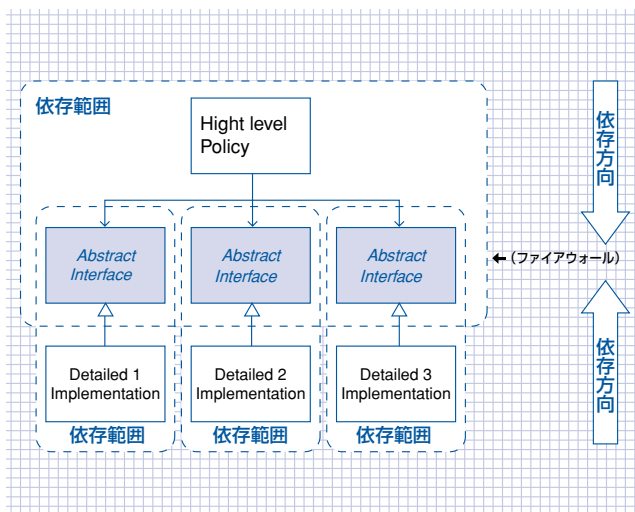 依存範囲
Hight level
Policy
依存方向
Abstract
Interface
Abstract
Interface
Abstract
Interface
←（ファイアウォール）
Detailed 1
Implementation
Detailed 2
Implementation
Detailed 3
Implementation
依存方向
依存範囲
依存範囲
依存範囲